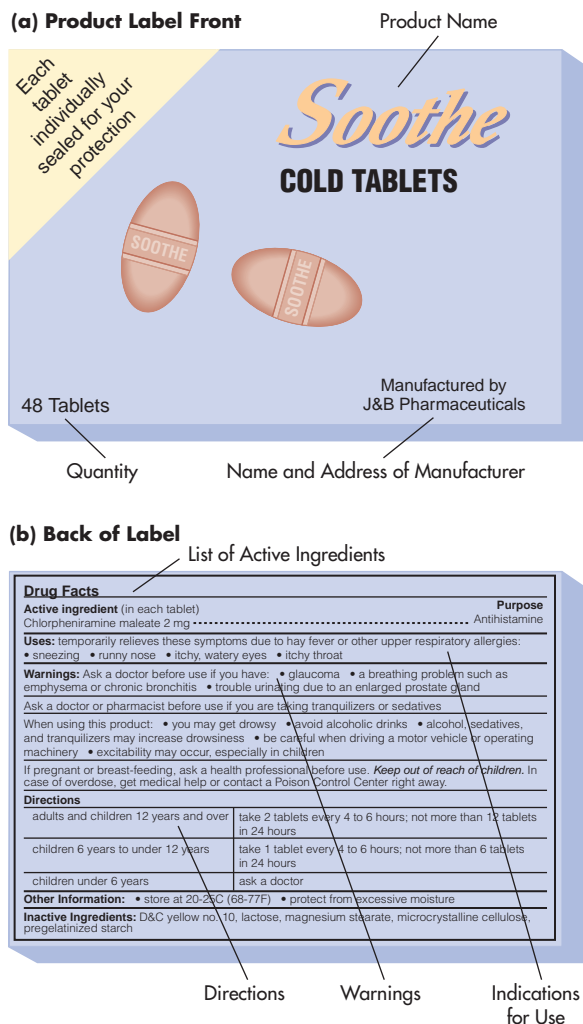 (a) Product Label Front
Product Name
Each
tablet
individually
sealed for your
protection
Soothe
COLD TABLETS
SOOTHE
SOOTHE
48 Tablets
Manufactured by
J&B Pharmaceuticals
Quantity
Name and Address of Manufacturer
(b) Back of Label
List of Active Ingredients
Drug Facts
Active ingredient (in each tablet) Purpose
Chlorpheniramine maleate 2 mg Antihistamine
Uses: temporarily relieves these symptoms due to hay fever or other upper respiratory allergies:
• sneezing • runny nose • itchy, watery eyes • itchy throat
Warnings: Ask a doctor before use if you have: • glaucoma • a breathing problem such as
emphysema or chronic bronchitis • trouble urinating due to an enlarged prostate gland
Ask a doctor or pharmacist before use if you are taking tranquilizers or sedatives
When using this product: • you may get drowsy • avoid alcoholic drinks • alcohol, sedatives,
and tranquilizers may increase drowsiness • be careful when driving a motor vehicle or operating
machinery • excitability may occur, especially in children
If pregnant or breast-feeding, ask a health professional before use. Keep out of reach of children. In
case of overdose, get medical help or contact a Poison Control Center right away.
Directions
adults and children 12 years and over take 2 tablets every 4 to 6 hours; not more than 12 tablets
in 24 hours
children 6 years to under 12 years take 1 tablet every 4 to 6 hours; not more than 6 tablets
in 24 hours
children under 6 years ask a doctor
Other Information: • store at 20-25C (68-77F) • protect from excessive moisture
Inactive Ingredients: D&C yellow no. 10, lactose, magnesium stearate, microcrystalline cellulose,
pregelatinized starch
Directions
Warnings
Indications
for Use